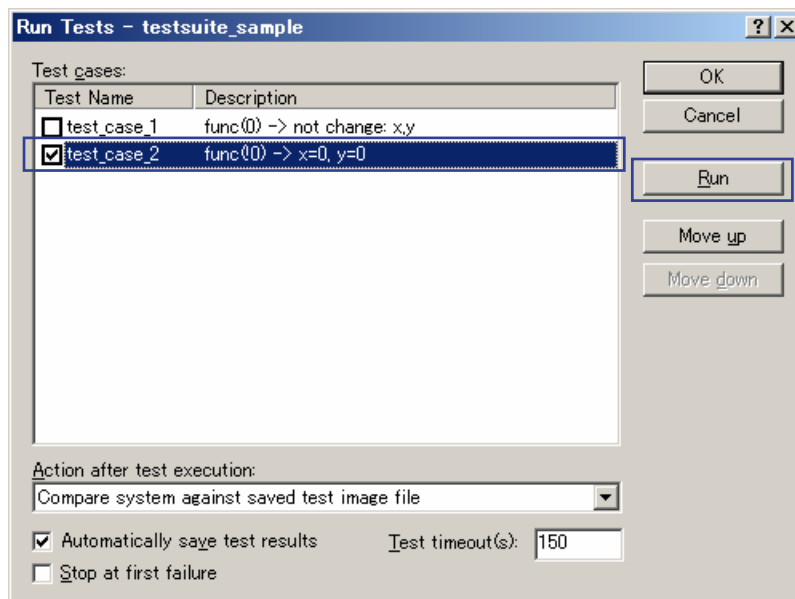 Run Tests - testsuite_sample
Test cases:
OK
Test Name Description
Cancel
test_case_1 func(0) -> not change: x,y
test_case_2 func(!0) -> x=0, y=0
Run
Move up
Move down
Action after test execution:
Compare system against saved test image file
Automatically save test results Test timeout(s): 150
Stop at first failure